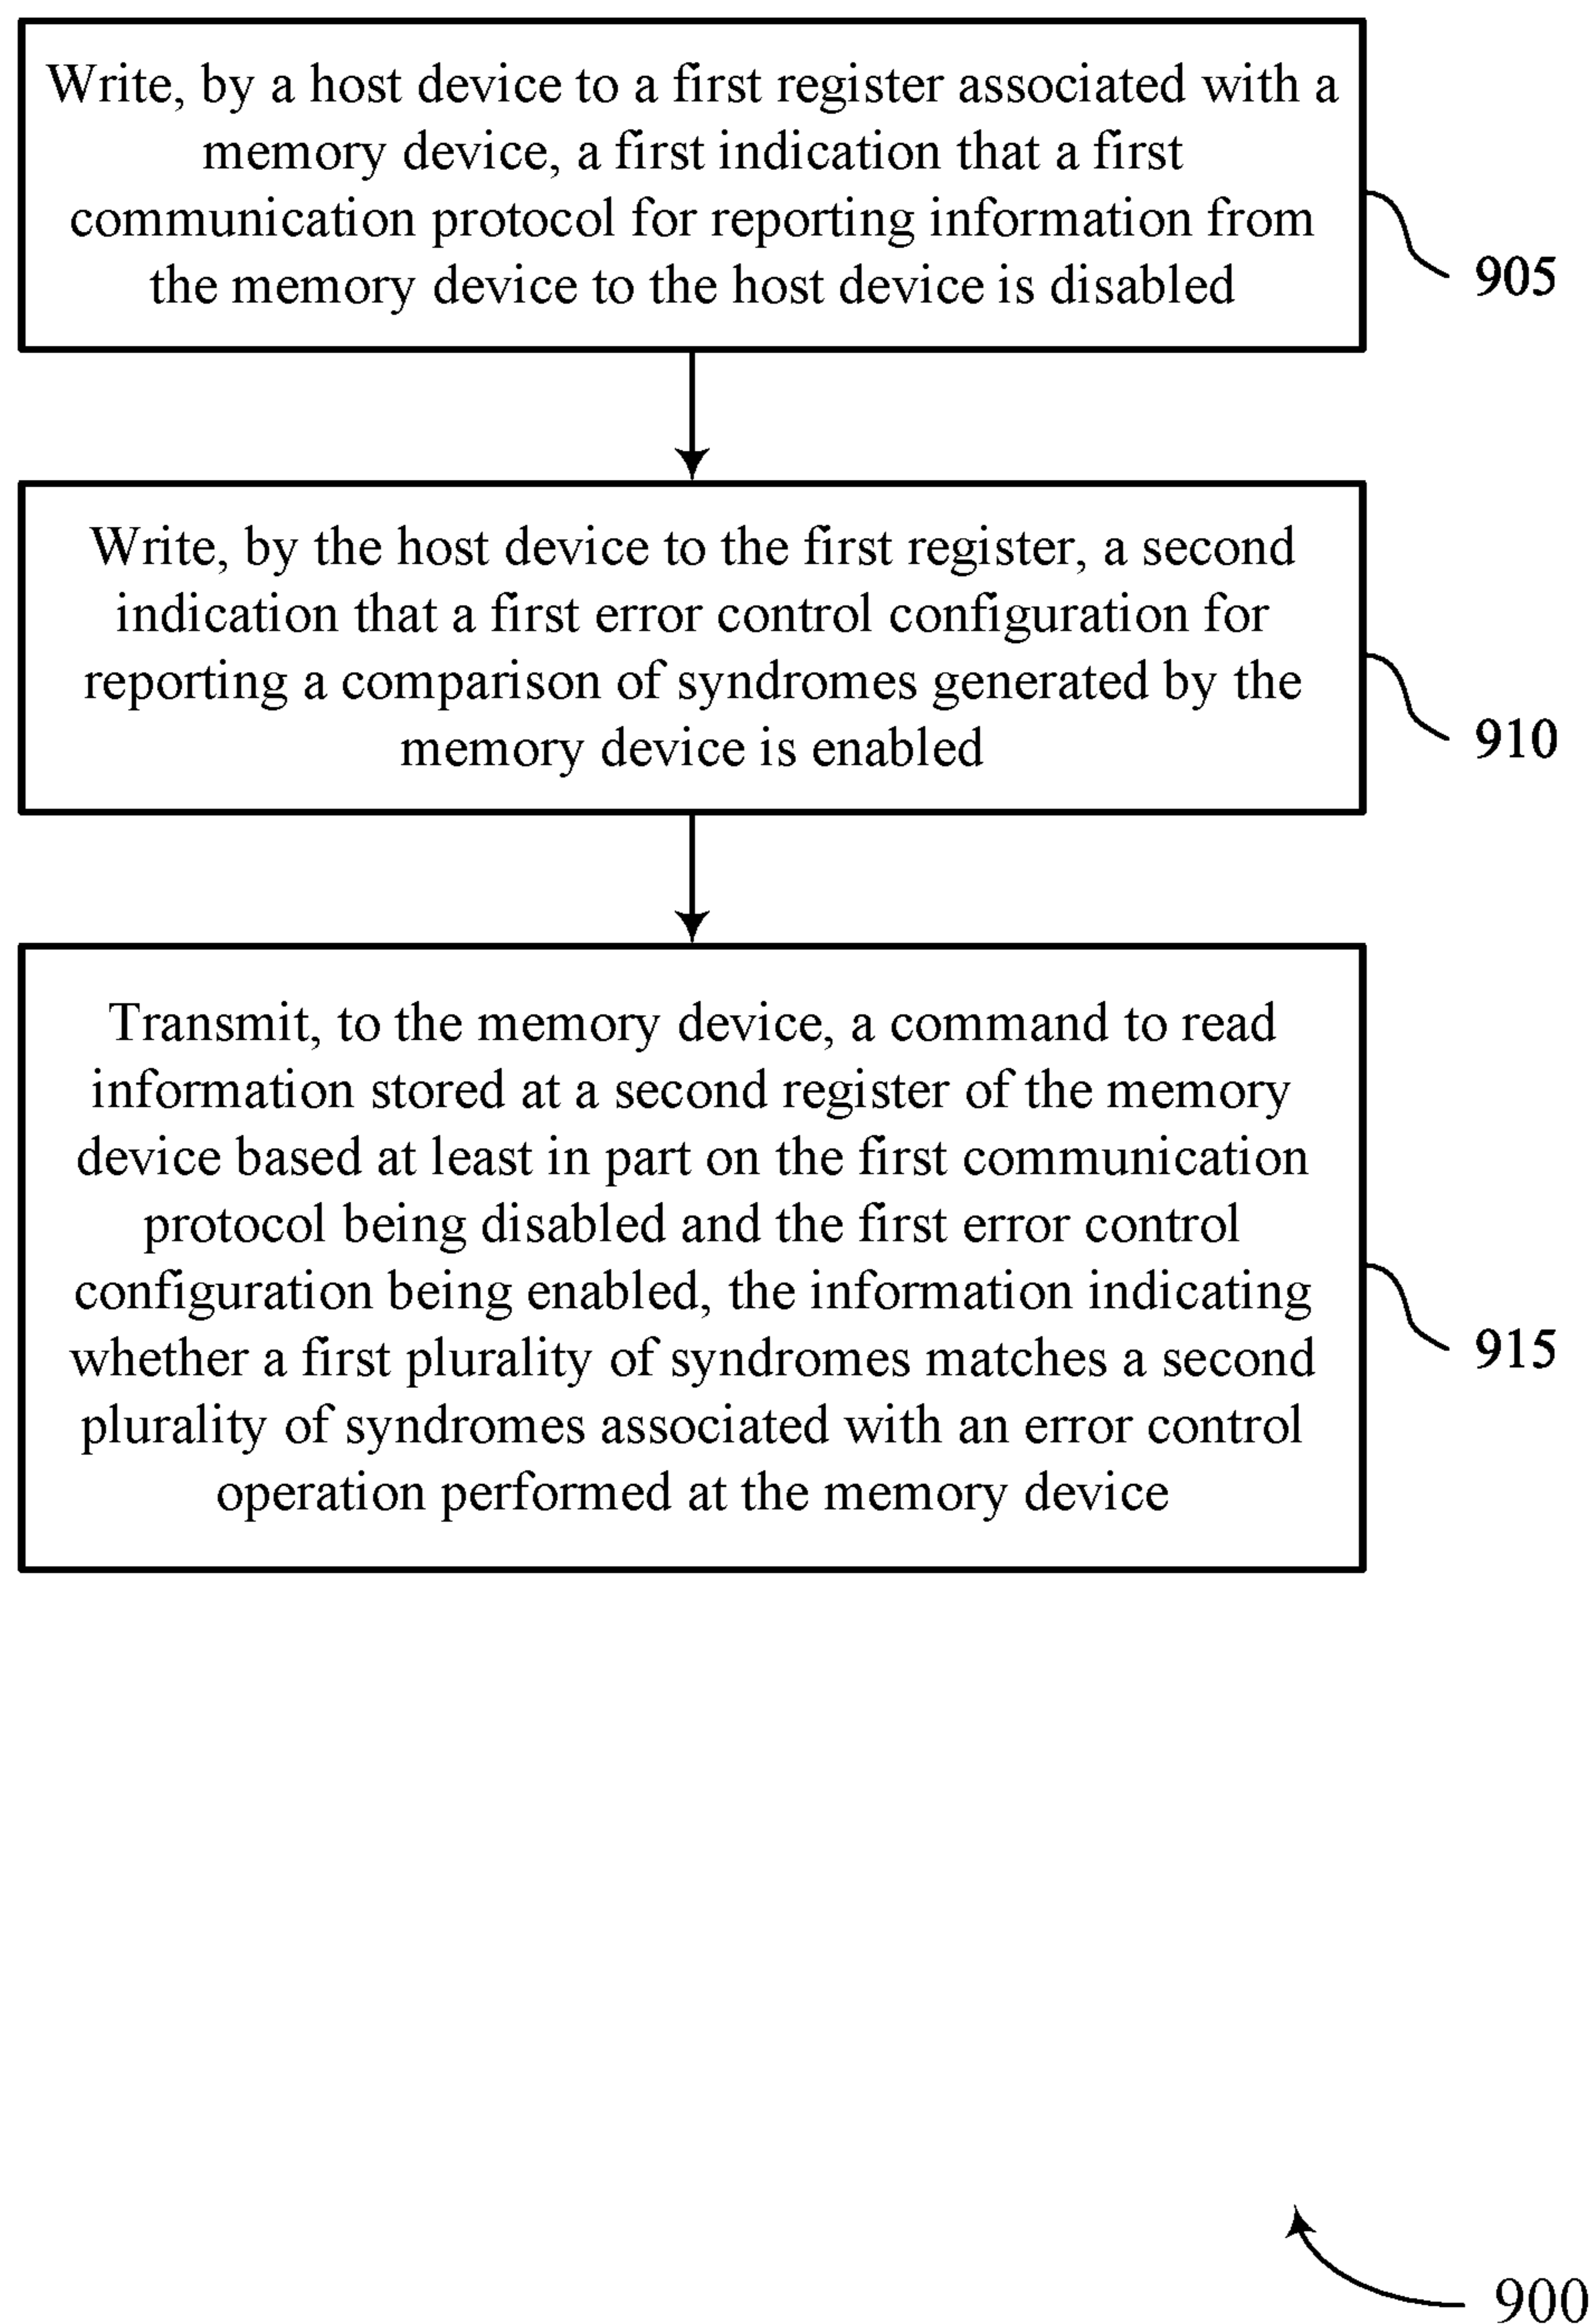 Write, by a host device to a first register associated with a
memory device, a first indication that a first
communication protocol for reporting information from
the memory device to the host device is disabled
905
Write, by the host device to the first register, a second
indication that a first error control configuration for
reporting a comparison of syndromes generated by the
memory device is enabled
910
Transmit, to the memory device, a command to read
information stored at a second register of the memory
device based at least in part on the first communication
protocol being disabled and the first error control
configuration being enabled, the information indicating
whether a first plurality of syndromes matches a second
plurality of syndromes associated with an error control
operation performed at the memory device
915
900